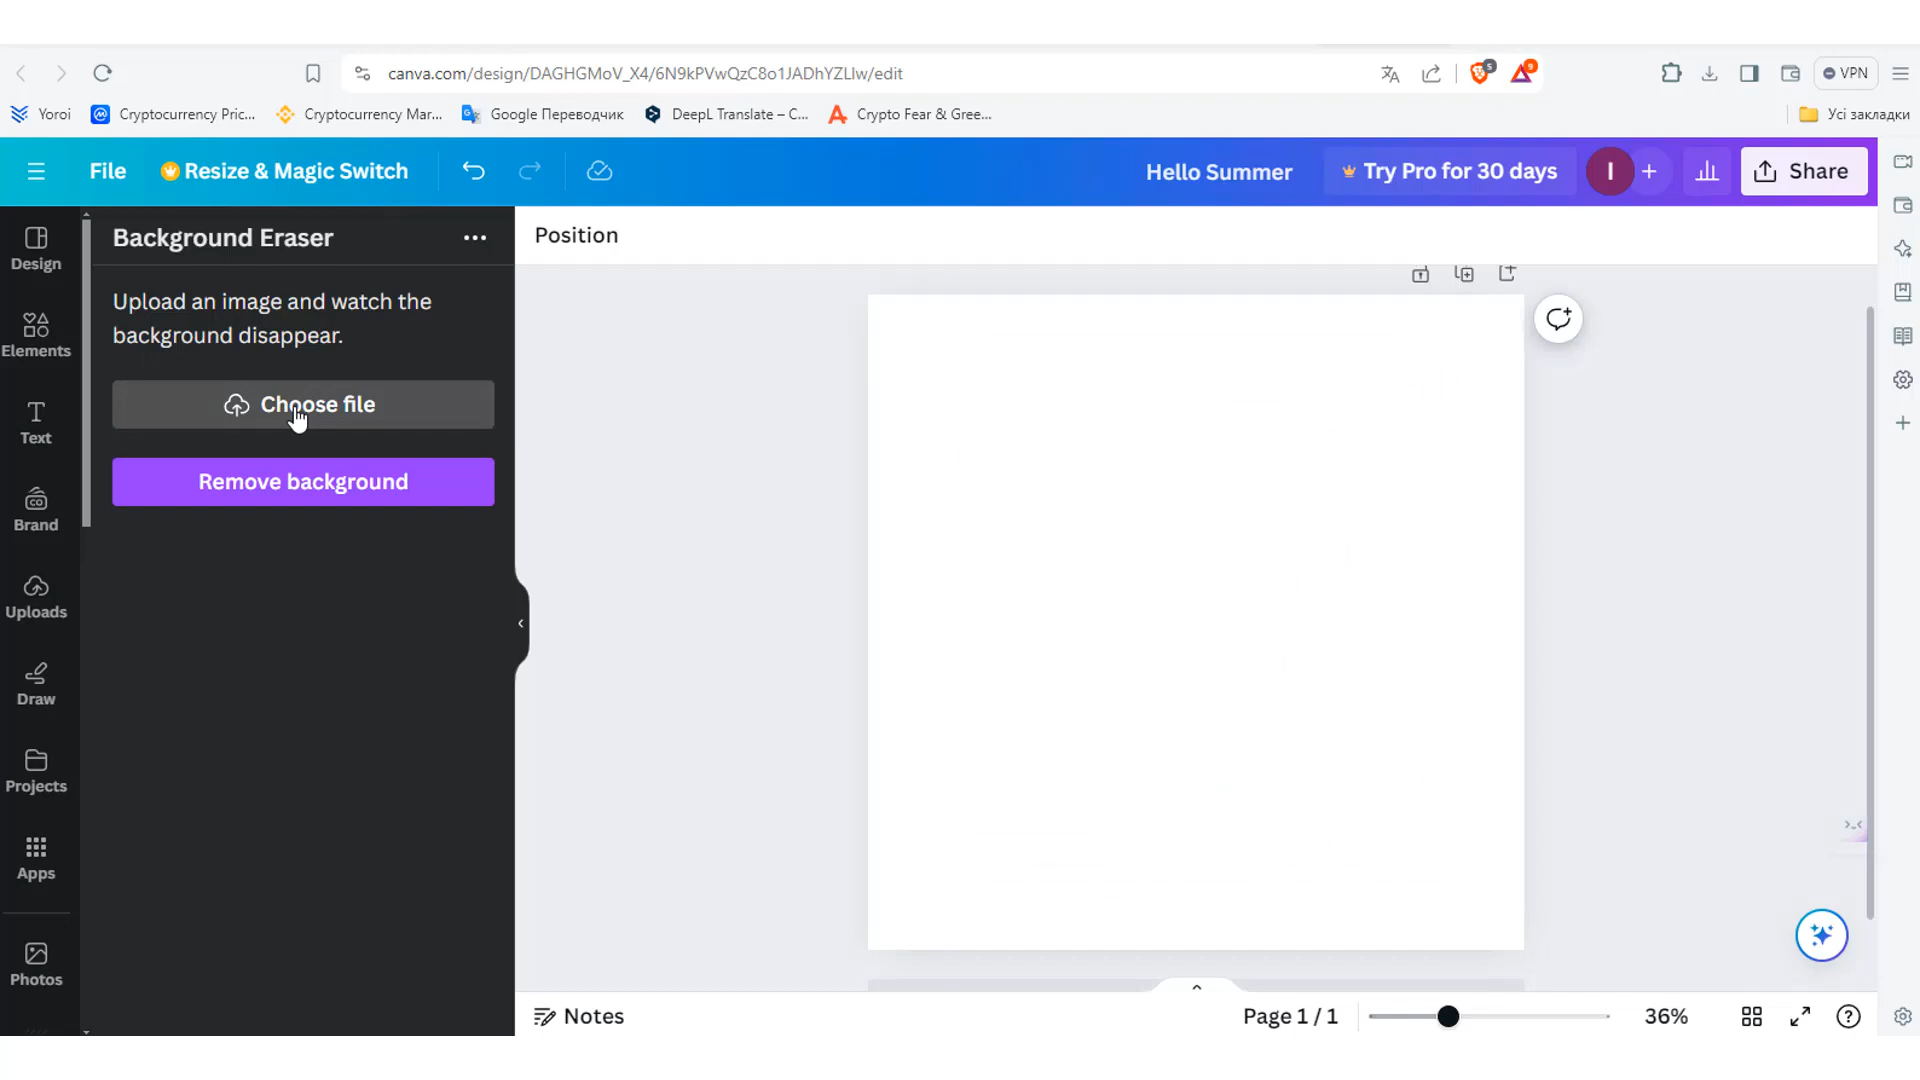 canva.com/design/DAGHGMoV_X4/6N9kPVwQzC8o1JADhYZLlw/edit
5
9
VPN
Yoroi
Cryptocurrency Pric...
Cryptocurrency Mar...
Google Переводчик
DeepL Translate – C...
Crypto Fear & Gree...
Усі закладки
File
Resize & Magic Switch
Hello Summer
Try Pro for 30 days
I
+
Share
Design
Elements
Text
Brand
Uploads
Draw
Projects
Apps
Photos
Background Eraser
Upload an image and watch the
background disappear.
Choose file
Remove background
Position
Notes
Page 1 / 1
36%